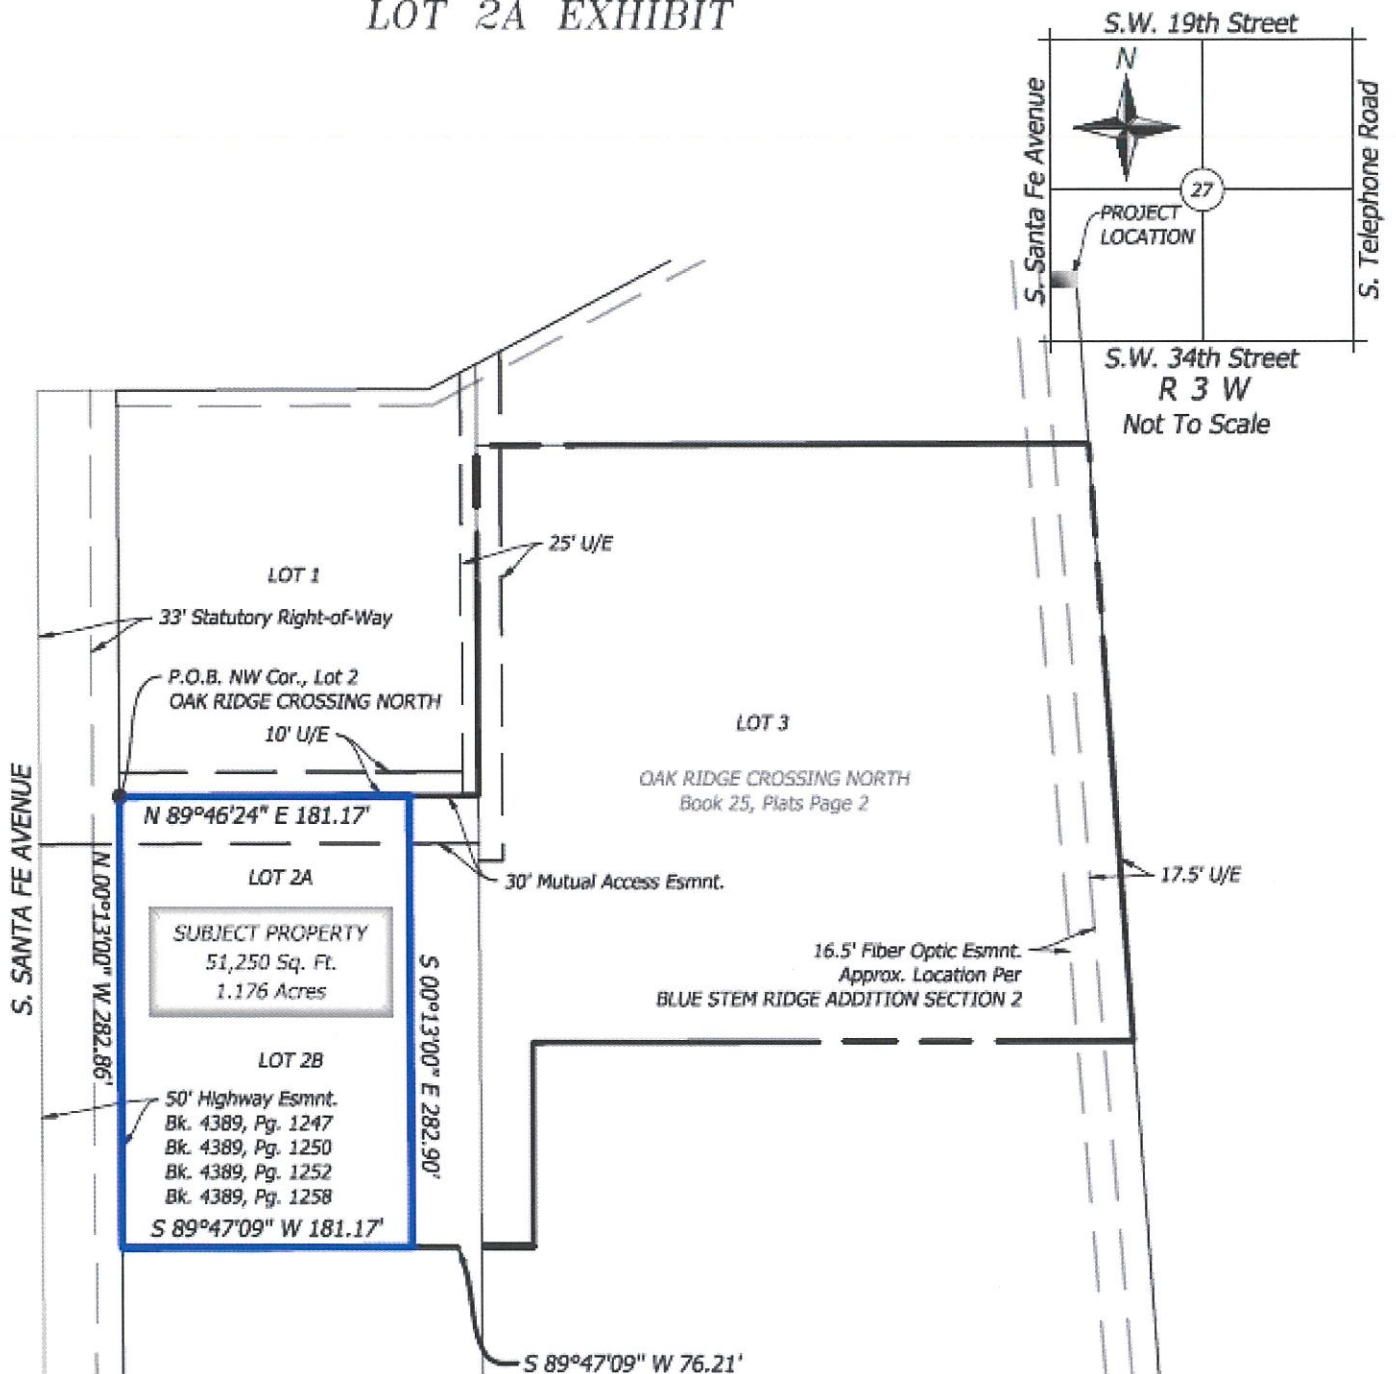 LOT 2A EXHIBIT
S.W. 19th Street
N
S. Santa Fe Avenue
S. Telephone Road
27
PROJECT
LOCATION
S.W. 34th Street
R 3 W
Not To Scale
25' U/E
LOT 1
33' Statutory Right-of-Way
P.O.B. NW Cor., Lot 2
OAK RIDGE CROSSING NORTH
10' U/E
LOT 3
OAK RIDGE CROSSING NORTH
Book 25, Plats Page 2
S. SANTA FE AVENUE
N 89°46'24" E 181.17'
N 00°13'00" W 282.86'
LOT 2A
30' Mutual Access Esmnt.
17.5' U/E
SUBJECT PROPERTY
51,250 Sq. Ft.
1.176 Acres
S 00°13'00" E 282.90'
16.5' Fiber Optic Esmnt.
Approx. Location Per
BLUE STEM RIDGE ADDITION SECTION 2
LOT 2B
50' Highway Esmnt.
Bk. 4389, Pg. 1247
Bk. 4389, Pg. 1250
Bk. 4389, Pg. 1252
Bk. 4389, Pg. 1258
S 89°47'09" W 181.17'
S 89°47'09" W 76.21'